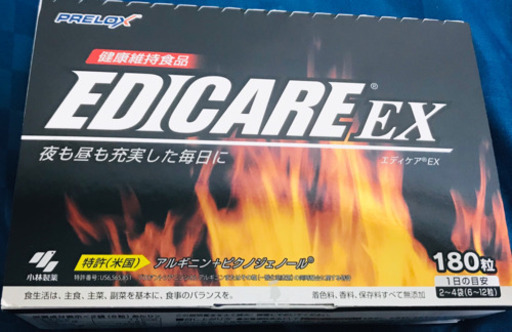 PRELOX®
健康維持食品
EDICARE® EX
エディケア®EX
夜も昼も充実した毎日に
特許(米国) アルギニン+ピクノジェノール®
180粒
1日の目安
2~4袋(6~12粒)
小林製薬
食生活は、主食、主菜、副菜を基本に、食事のバランスを。
着色料、香料、保存料すべて無添加